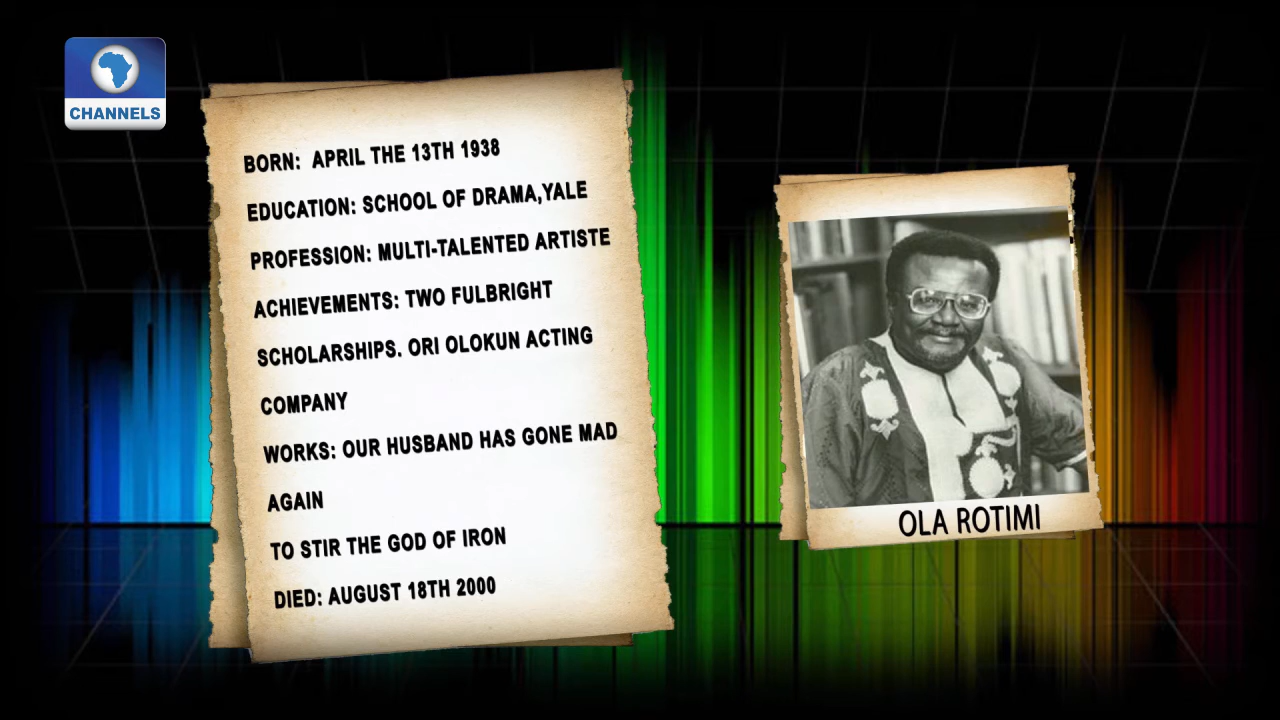 CHANNELS
BORN: APRIL THE 13TH 1938
EDUCATION: SCHOOL OF DRAMA,YALE
PROFESSION: MULTI-TALENTED ARTISTE
ACHIEVEMENTS: TWO FULBRIGHT
SCHOLARSHIPS. ORI OLOKUN ACTING
COMPANY
WORKS: OUR HUSBAND HAS GONE MAD
AGAIN
TO STIR THE GOD OF IRON
DIED: AUGUST 18TH 2000
OLA ROTIMI